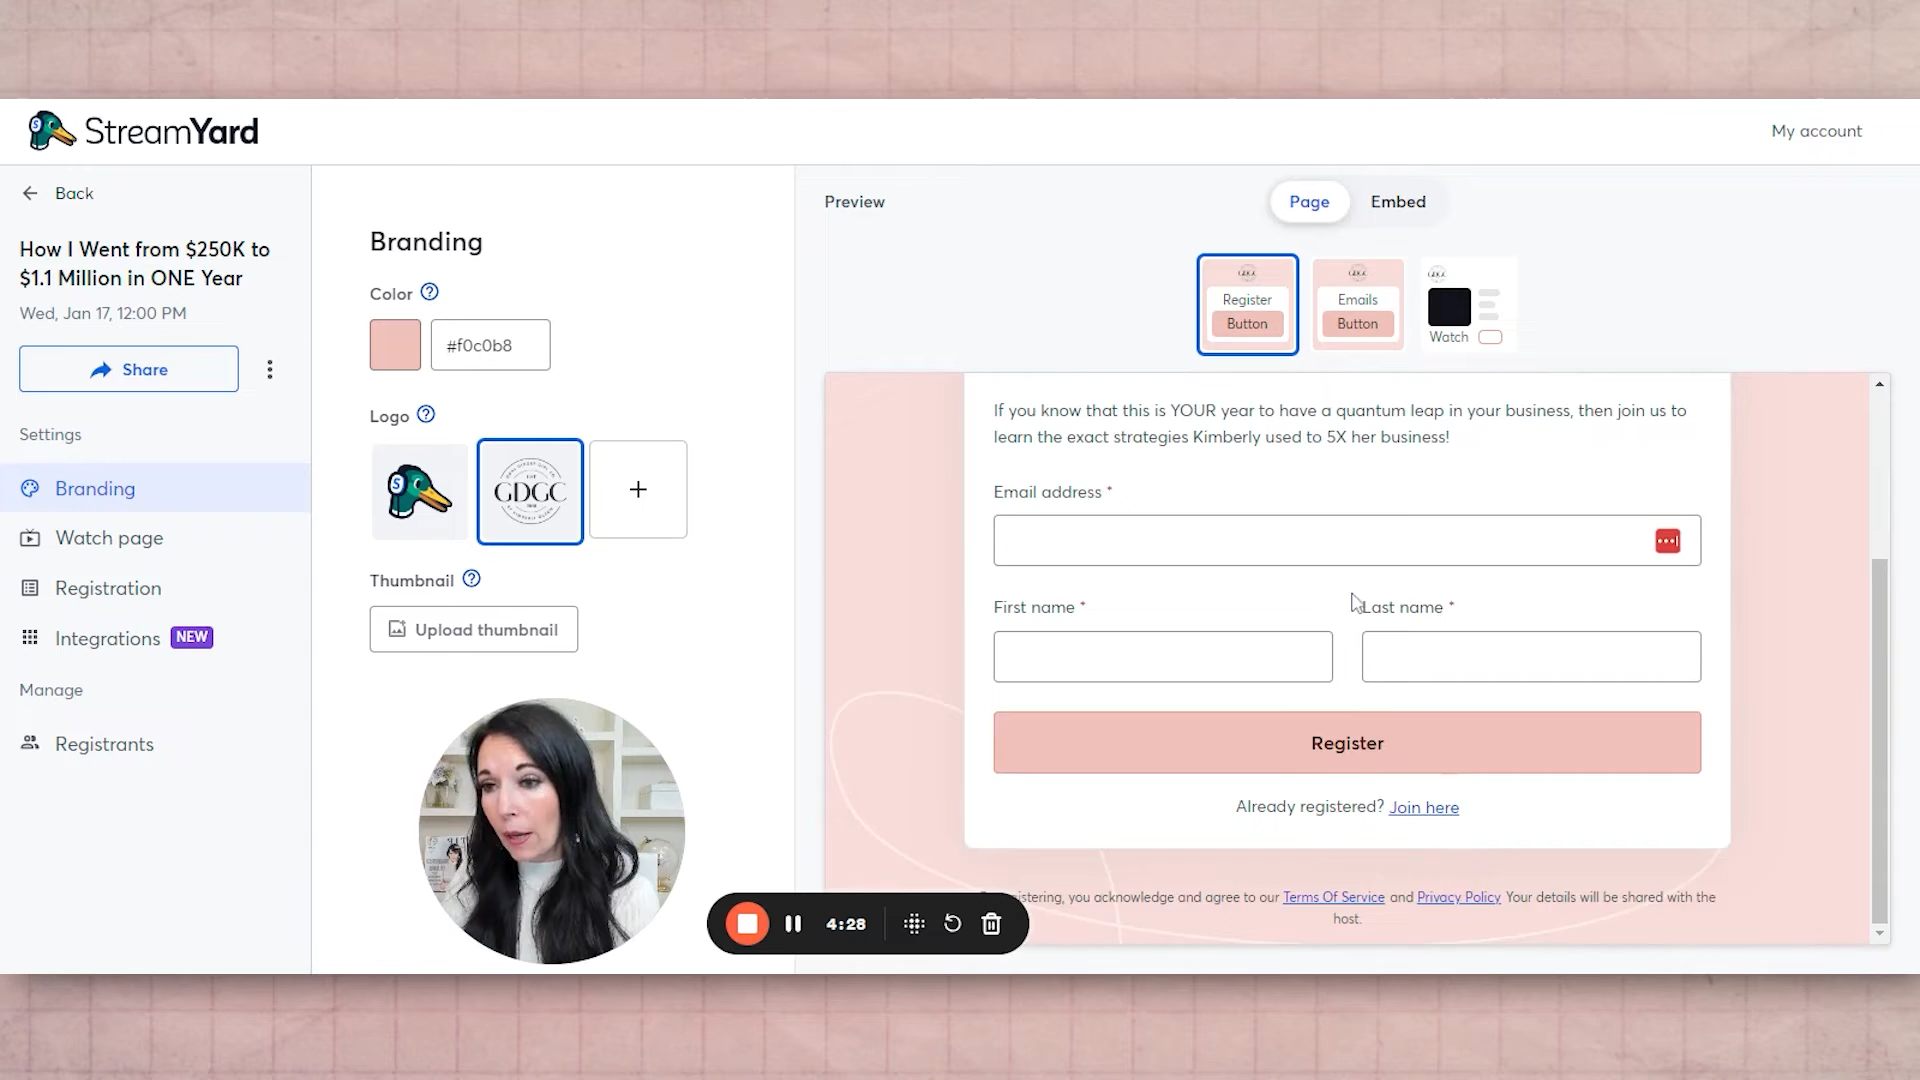 StreamYard
My account
Back
How I Went from $250K to
$1.1 Million in ONE Year
Wed, Jan 17, 12:00 PM
Share
Settings
Branding
Watch page
Registration
Integrations NEW
Manage
Registrants
Branding
Color
#f0c0b8
Logo
GDGC
Thumbnail
Upload thumbnail
4:28
Preview
Page
Embed
Register
Button
Emails
Button
Watch
If you know that this is YOUR year to have a quantum leap in your business, then join us to
learn the exact strategies Kimberly used to 5X her business!
Email address *
First name *
Last name *
Register
Already registered? Join here
istering, you acknowledge and agree to our Terms Of Service and Privacy Policy Your details will be shared with the
host.